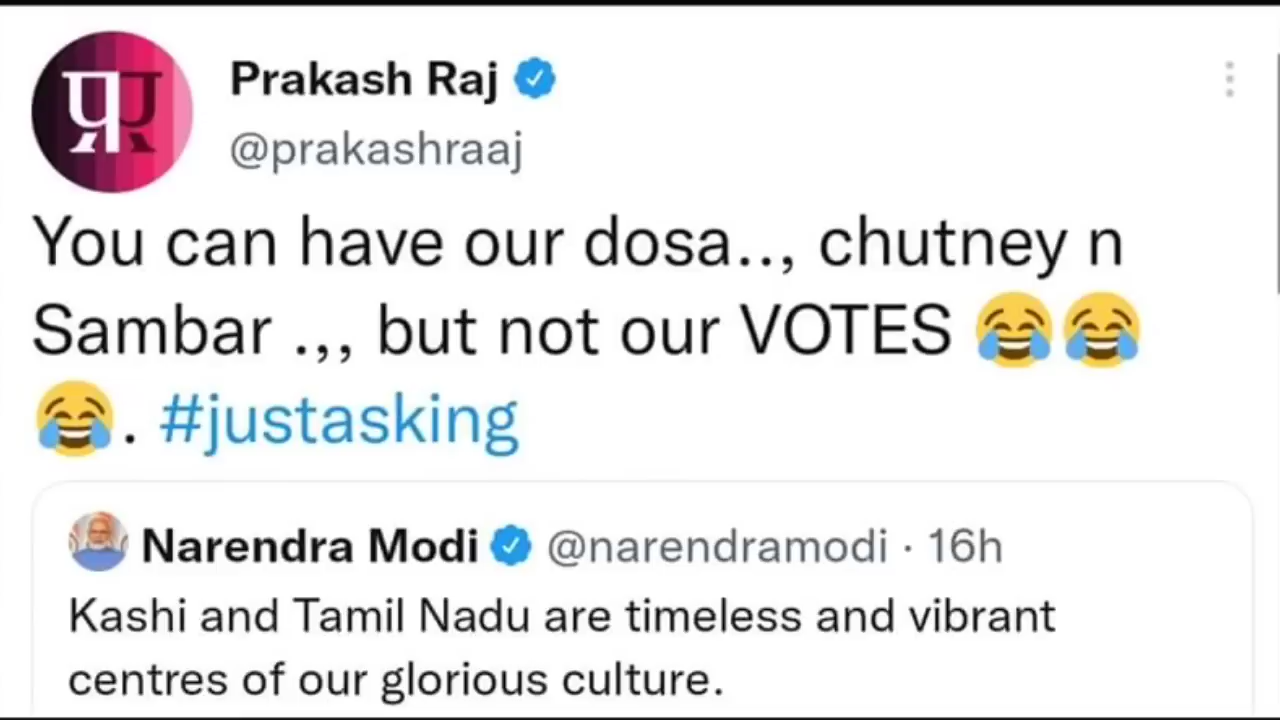 Prakash Raj
@prakashraaj
You can have our dosa.., chutney n
Sambar .,, but not our VOTES 😂😂
😂. #justasking
Narendra Modi @narendramodi · 16h
Kashi and Tamil Nadu are timeless and vibrant
centres of our glorious culture.